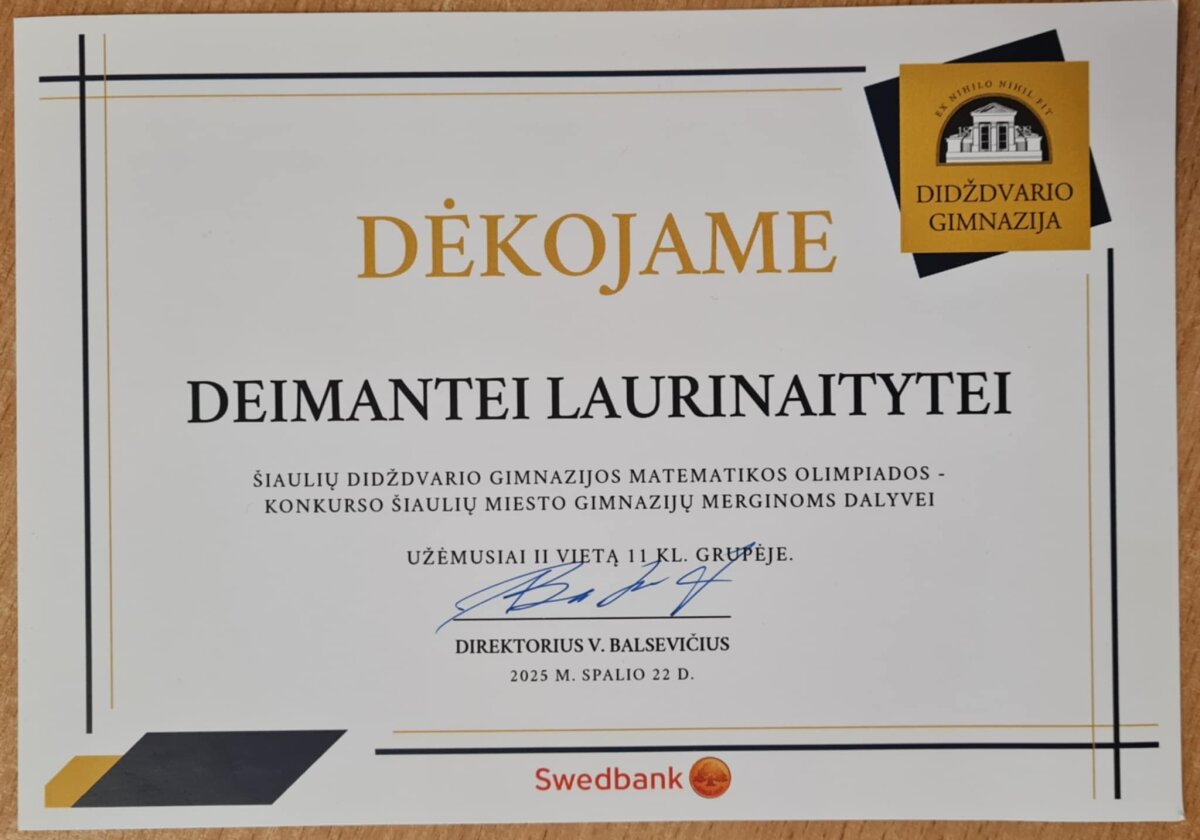 EX NIHILO NIHIL FIT
DIDŽDVARIO
GIMNAZIJA
DĖKOJAME
DEIMANTEI LAURINAITYTEI
ŠIAULIŲ DIDŽDVARIO GIMNAZIJOS MATEMATIKOS OLIMPIADOS -
KONKURSO ŠIAULIŲ MIESTO GIMNAZIJŲ MERGINOMS DALYVEI
UŽĖMUSIAI II VIETĄ 11 KL. GRUPĖJE.
DIREKTORIUS V. BALSEVIČIUS
2025 M. SPALIO 22 D.
Swedbank